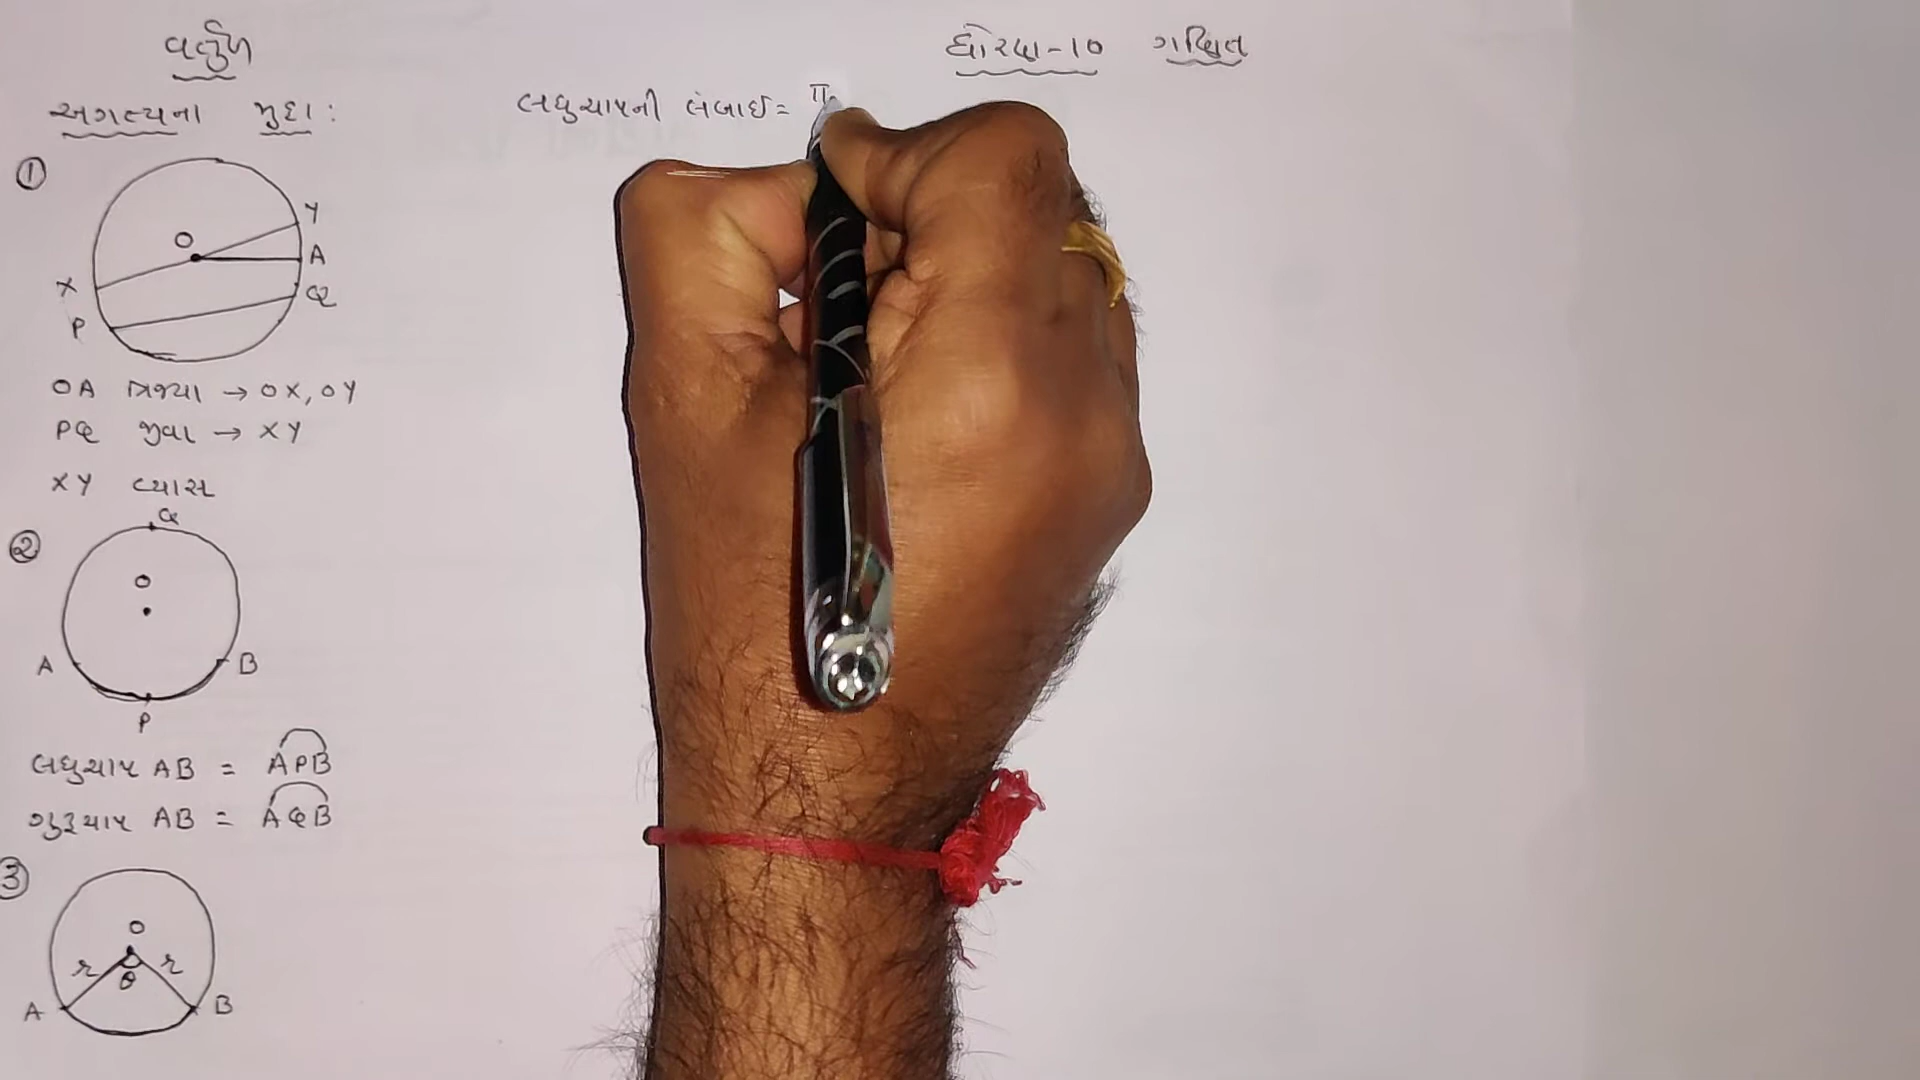 વર્તુળ
ધોરણ-10 ગણિત
અગત્યના મુદ્દા :
લઘુચાપની લંબાઈ = π
①
O
Y
A
X
Q
P
OA ત્રિજ્યા → OX, OY
PQ જીવા → XY
XY વ્યાસ
②
Q
O
A
B
P
લઘુચાપ AB = APB
ગુરુચાપ AB = AQB
③
O
r θ r
A
B